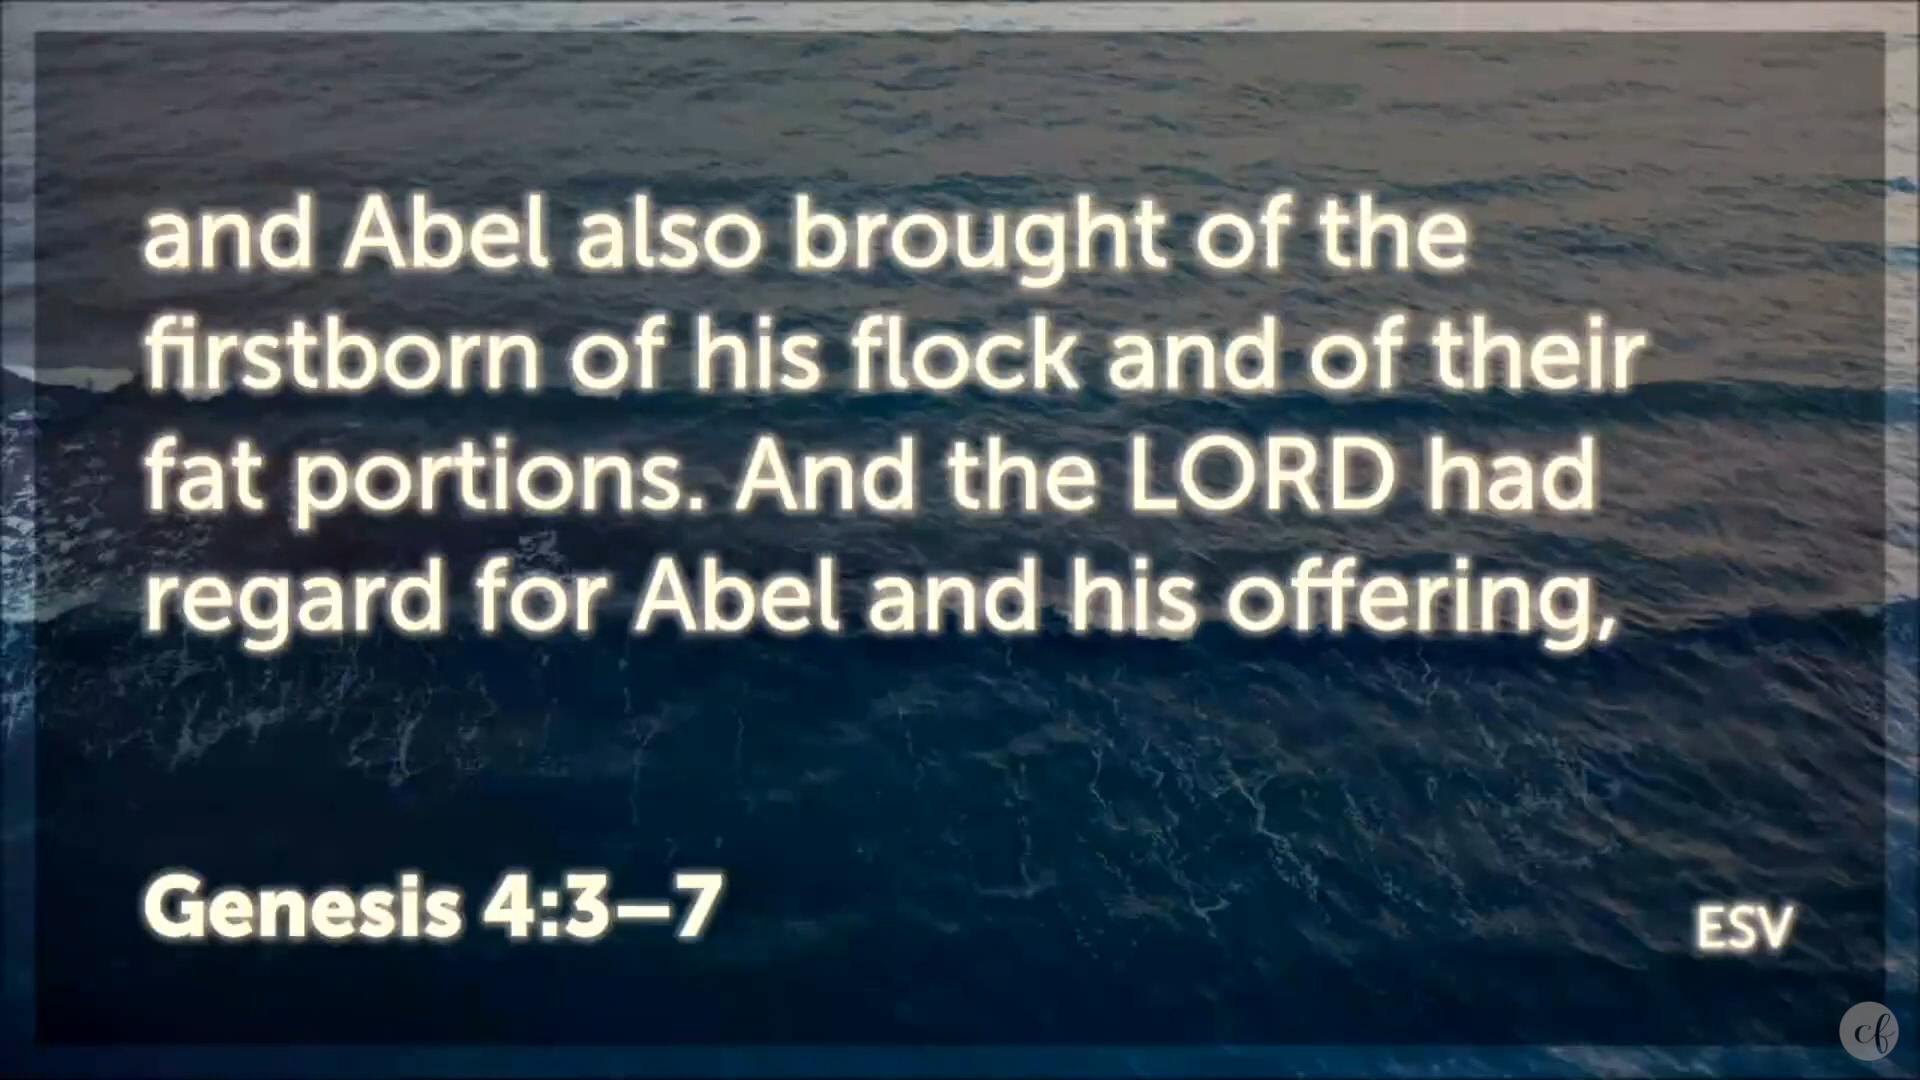 and Abel also brought of the
firstborn of his flock and of their
fat portions. And the LORD had
regard for Abel and his offering,
Genesis 4:3–7
ESV
cf